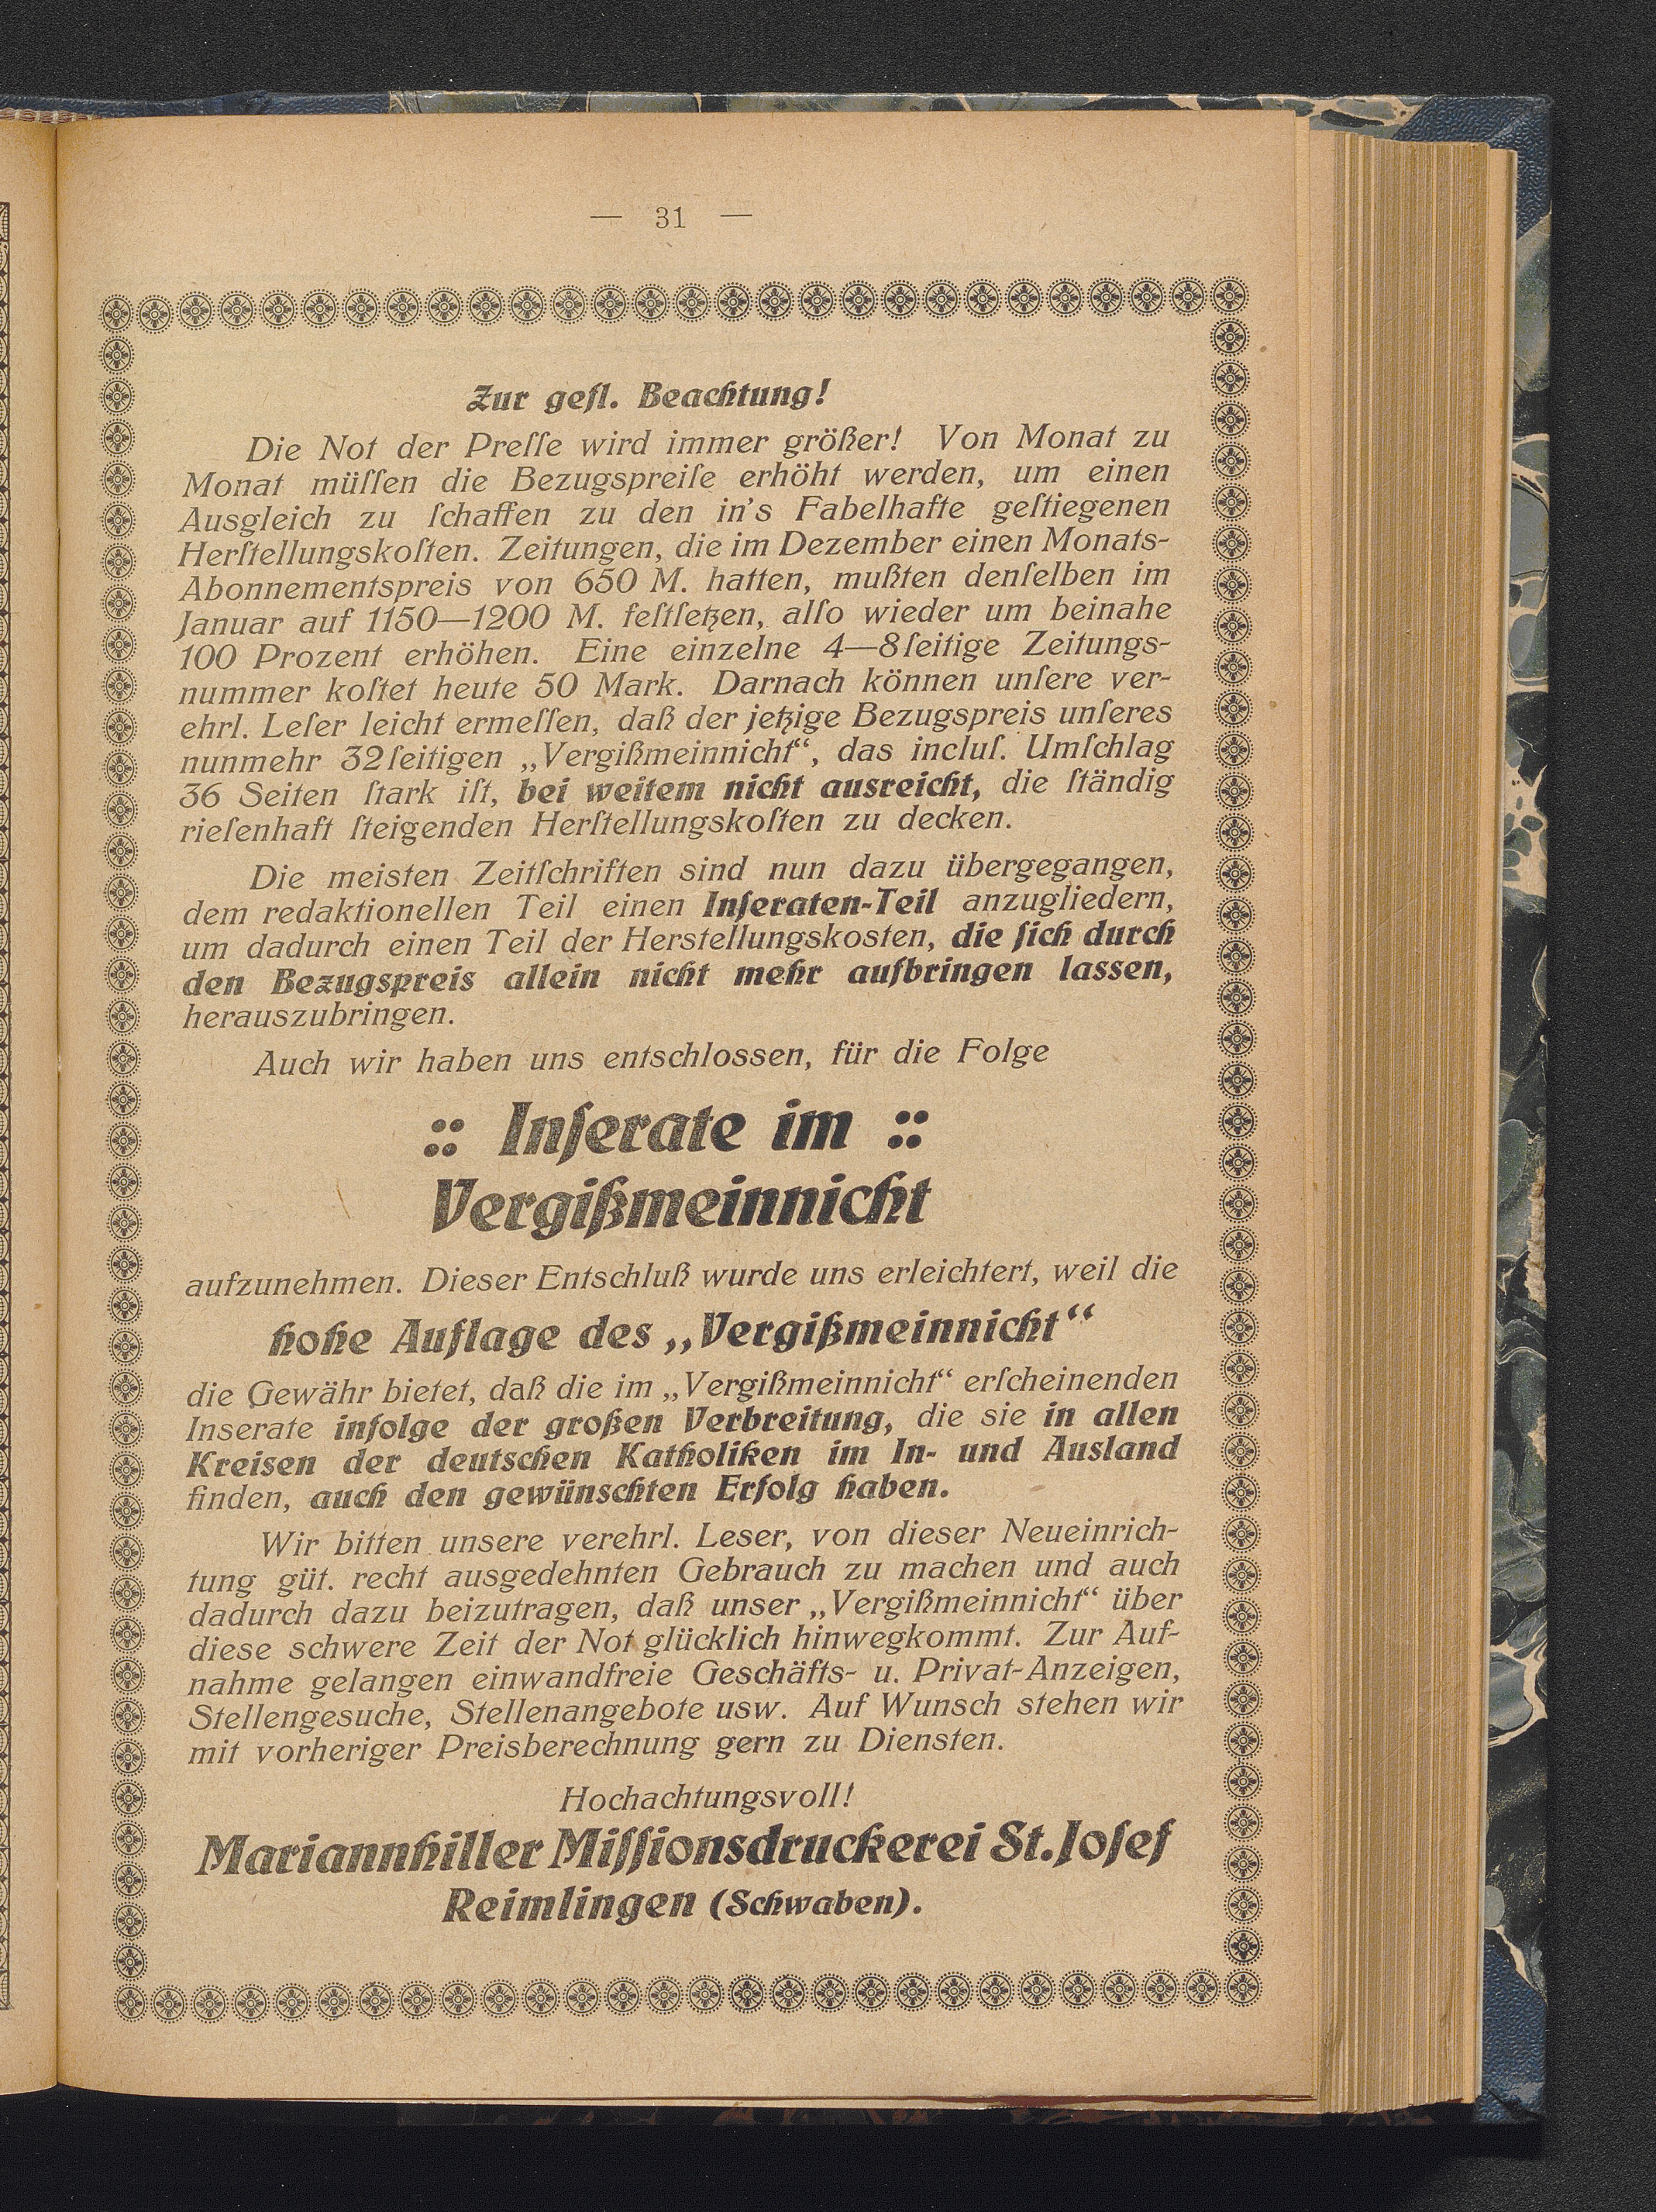 — 31 —
Zur gefl. Beachtung!
Die Not der Preſſe wird immer größer! Von Monat zu
Monat müſſen die Bezugspreiſe erhöht werden, um einen
Ausgleich zu ſchaffen zu den in's Fabelhafte geſtiegenen
Herſtellungskoſten. Zeitungen, die im Dezember einen Monats-
Abonnementspreis von 650 M. hatten, mußten denſelben im
Januar auf 1150—1200 M. feſtſetzen, alſo wieder um beinahe
100 Prozent erhöhen. Eine einzelne 4—8ſeitige Zeitungs-
nummer koſtet heute 50 Mark. Darnach können unſere ver-
ehrl. Leſer leicht ermeſſen, daß der jetzige Bezugspreis unſeres
nunmehr 32ſeitigen „Vergißmeinnicht“, das incluſ. Umſchlag
36 Seiten ſtark iſt, bei weitem nicht ausreicht, die ſtändig
rieſenhaft ſteigenden Herſtellungskoſten zu decken.
Die meisten Zeitſchriften sind nun dazu übergegangen,
dem redaktionellen Teil einen Inſeraten-Teil anzugliedern,
um dadurch einen Teil der Herstellungskosten, die ſich durch
den Bezugspreis allein nicht mehr aufbringen lassen,
herauszubringen.
Auch wir haben uns entschlossen, für die Folge
:: Inſerate im ::
Vergißmeinnicht
aufzunehmen. Dieser Entschluß wurde uns erleichtert, weil die
hohe Auflage des „Vergißmeinnicht“
die Gewähr bietet, daß die im „Vergißmeinnicht“ erſcheinenden
Inserate infolge der großen Verbreitung, die sie in allen
Kreisen der deutschen Katholiken im In- und Ausland
finden, auch den gewünschten Erfolg haben.
Wir bitten unsere verehrl. Leser, von dieser Neueinrich-
tung güt. recht ausgedehnten Gebrauch zu machen und auch
dadurch dazu beizutragen, daß unser „Vergißmeinnicht“ über
diese schwere Zeit der Not glücklich hinwegkommt. Zur Auf-
nahme gelangen einwandfreie Geschäfts- u. Privat-Anzeigen,
Stellengesuche, Stellenangebote usw. Auf Wunsch stehen wir
mit vorheriger Preisberechnung gern zu Diensten.
Hochachtungsvoll!
Mariannhiller Miſſionsdruckerei St. Joſef
Reimlingen (Schwaben).